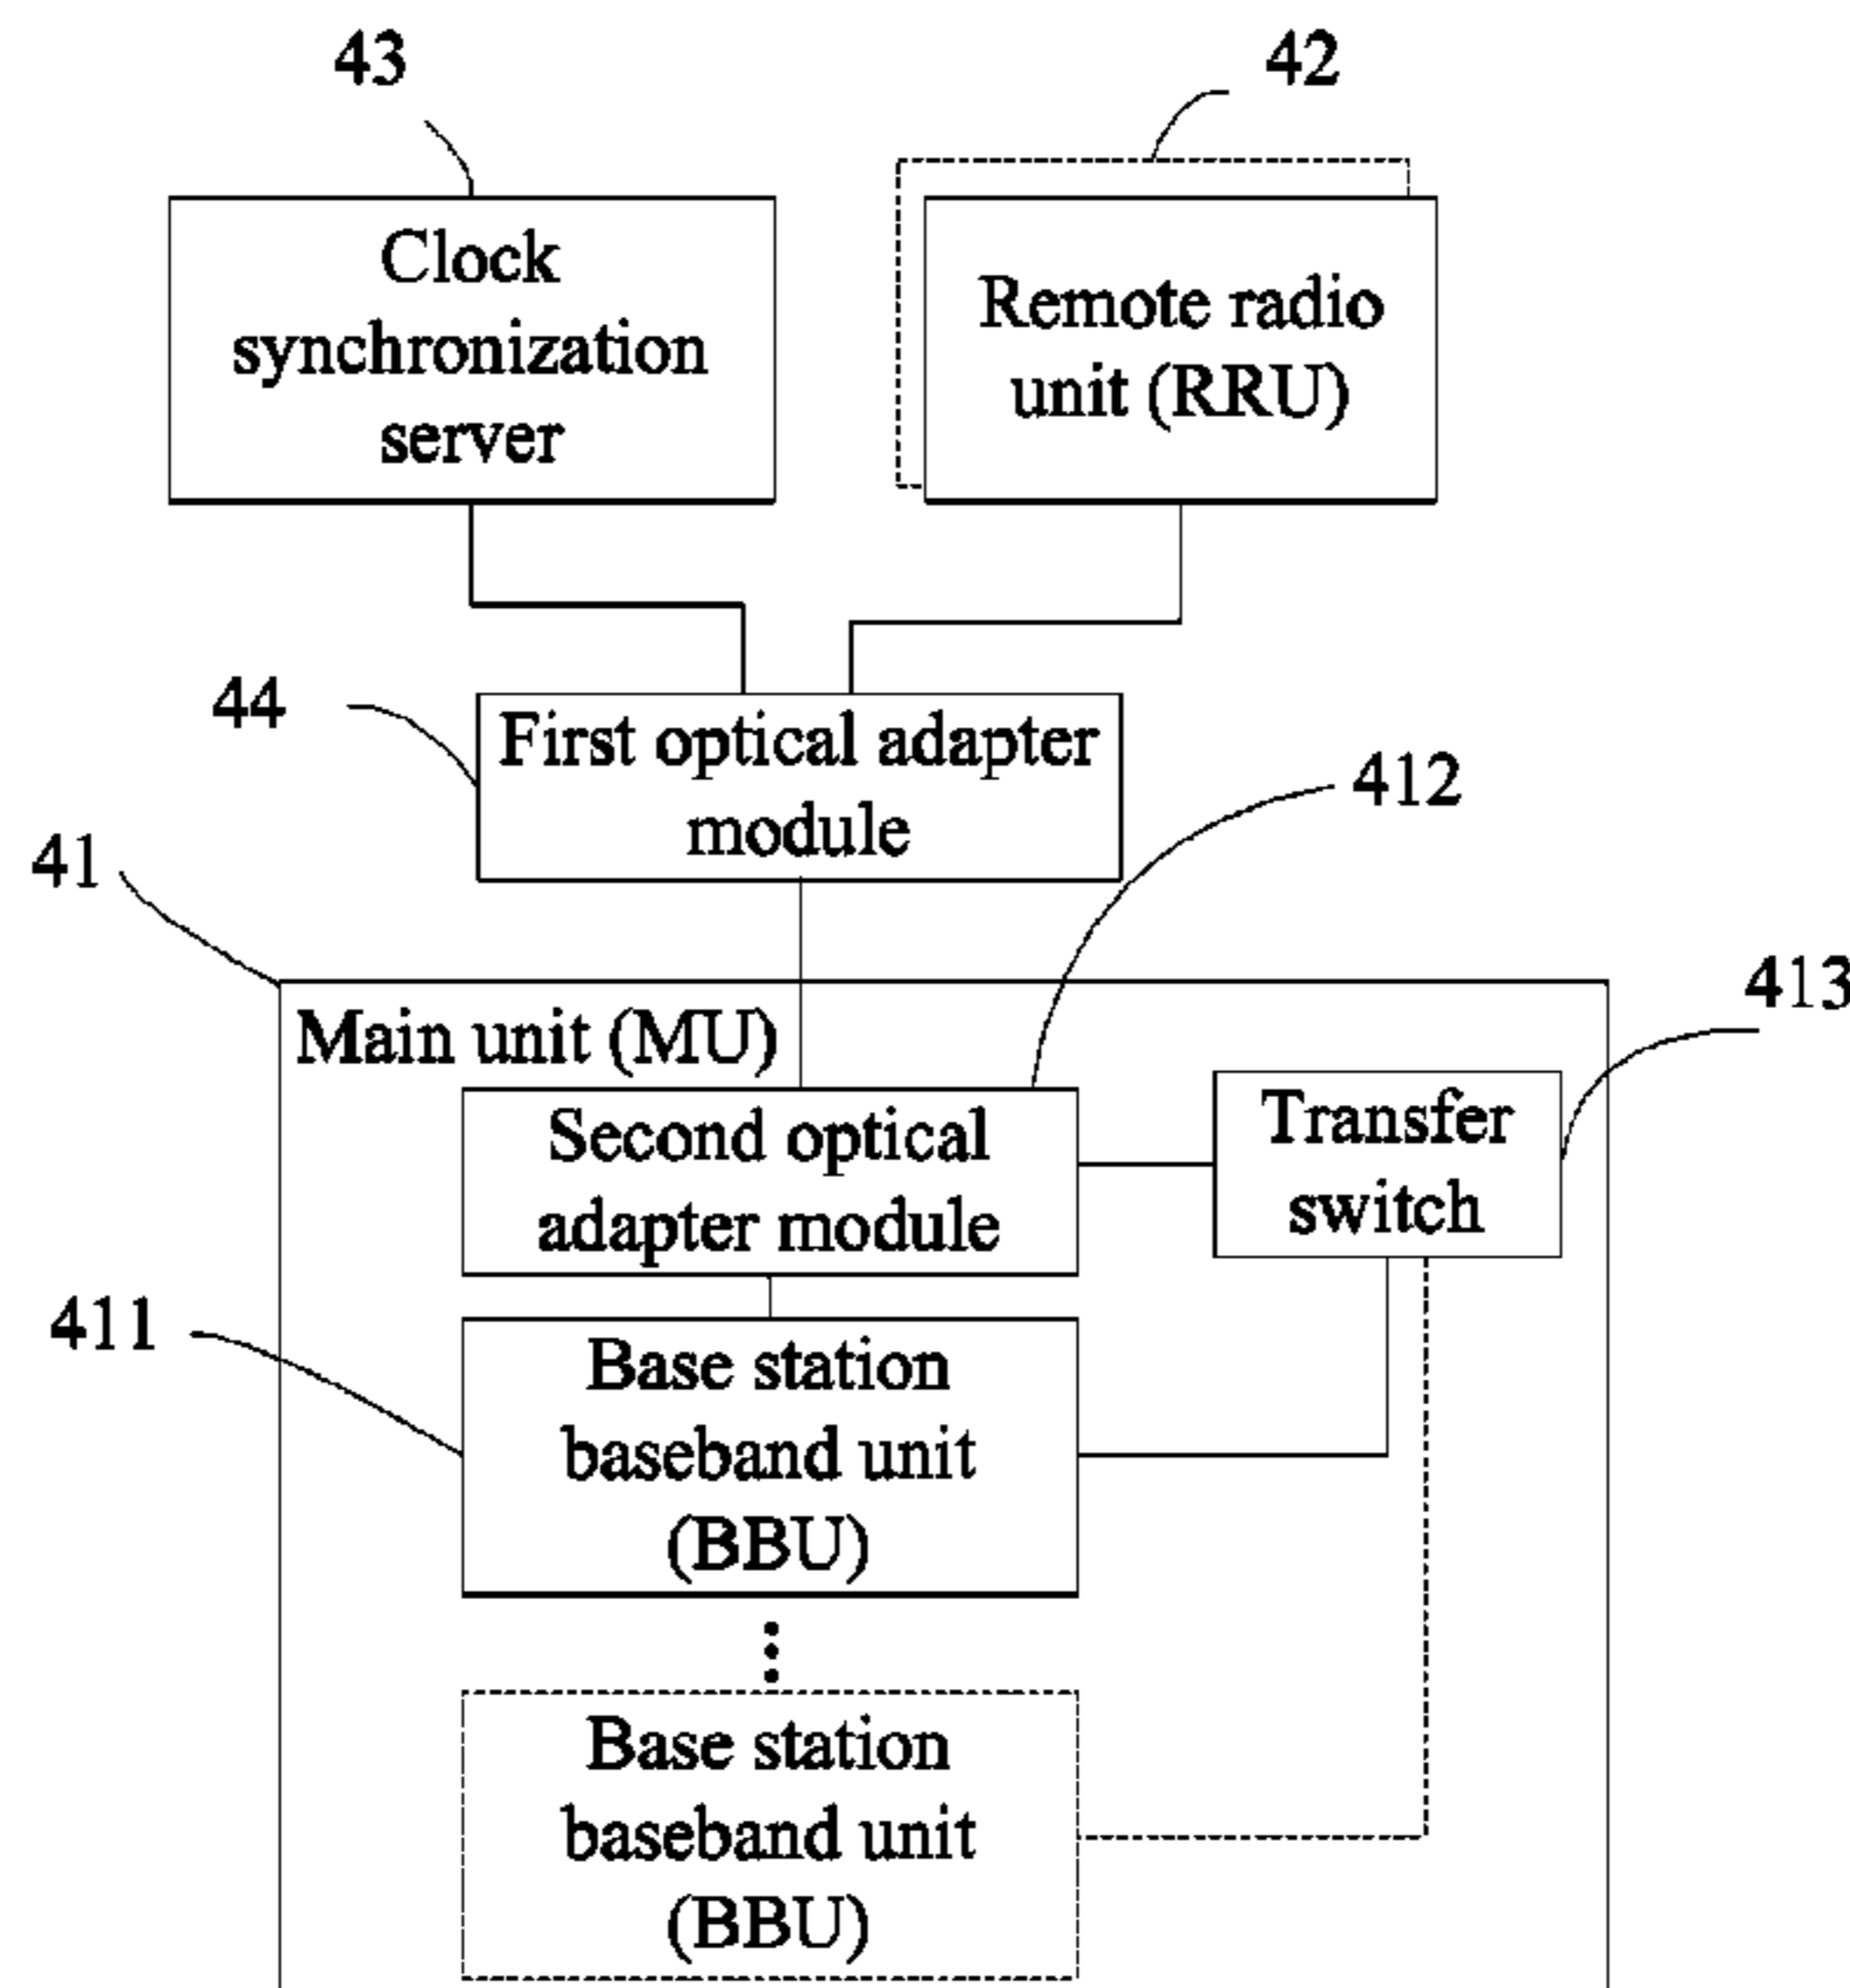 43
42
Clock
synchronization
server
Remote radio
unit (RRU)
44
First optical adapter
module
412
41
413
Main unit (MU)
Second optical
adapter module
Transfer
switch
411
Base station
baseband unit
(BBU)
Base station
baseband unit
(BBU)